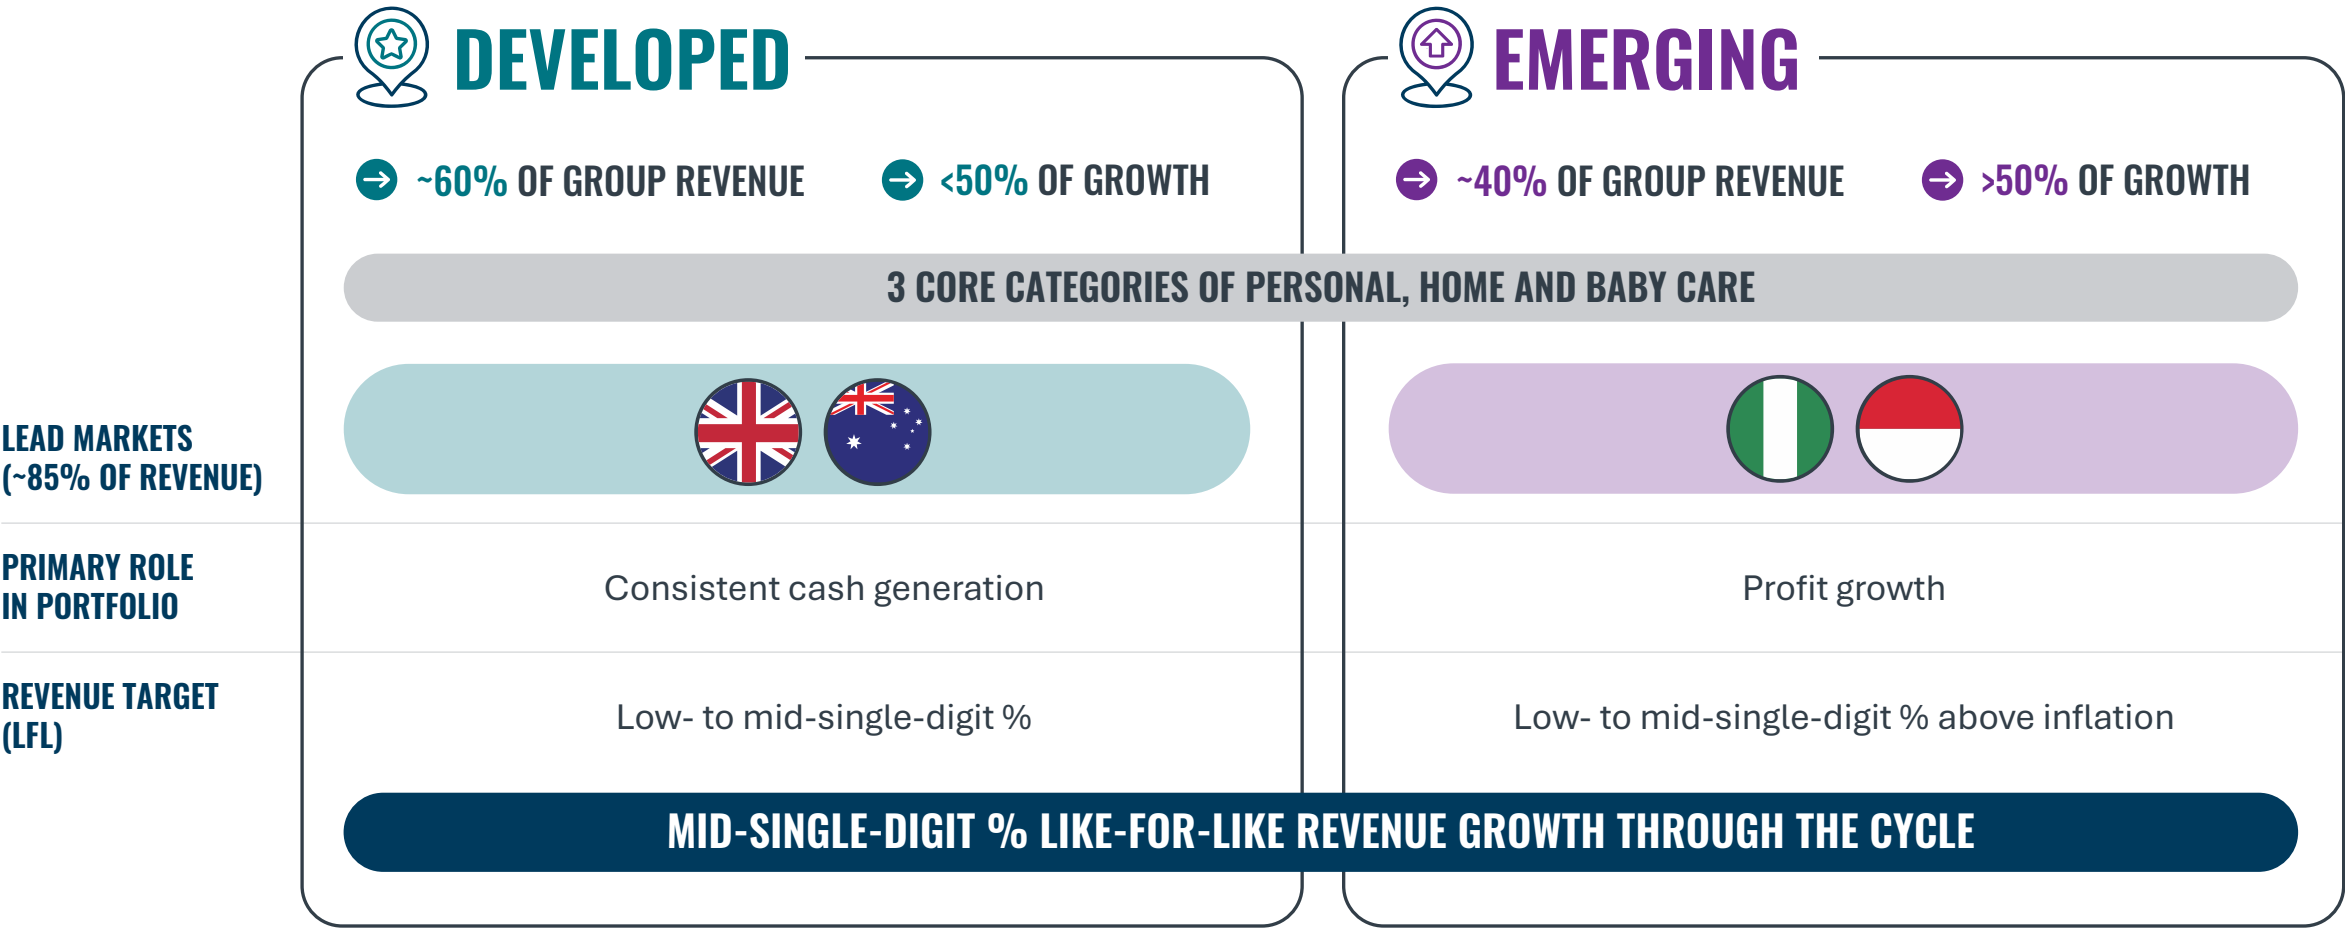 DEVELOPED
EMERGING
~60% OF GROUP REVENUE
<50% OF GROWTH
~40% OF GROUP REVENUE
>50% OF GROWTH
3 CORE CATEGORIES OF PERSONAL, HOME AND BABY CARE
LEAD MARKETS
(~85% OF REVENUE)
PRIMARY ROLE
IN PORTFOLIO
Consistent cash generation
Profit growth
REVENUE TARGET
(LFL)
Low- to mid-single-digit %
Low- to mid-single-digit % above inflation
MID-SINGLE-DIGIT % LIKE-FOR-LIKE REVENUE GROWTH THROUGH THE CYCLE